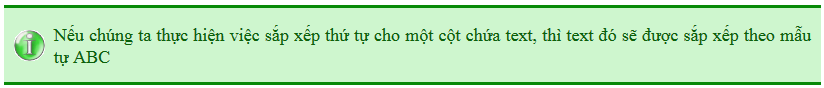 Nếu chúng ta thực hiện việc sắp xếp thứ tự cho một cột chứa text, thì text đó sẽ được sắp xếp theo mẫu
tự ABC